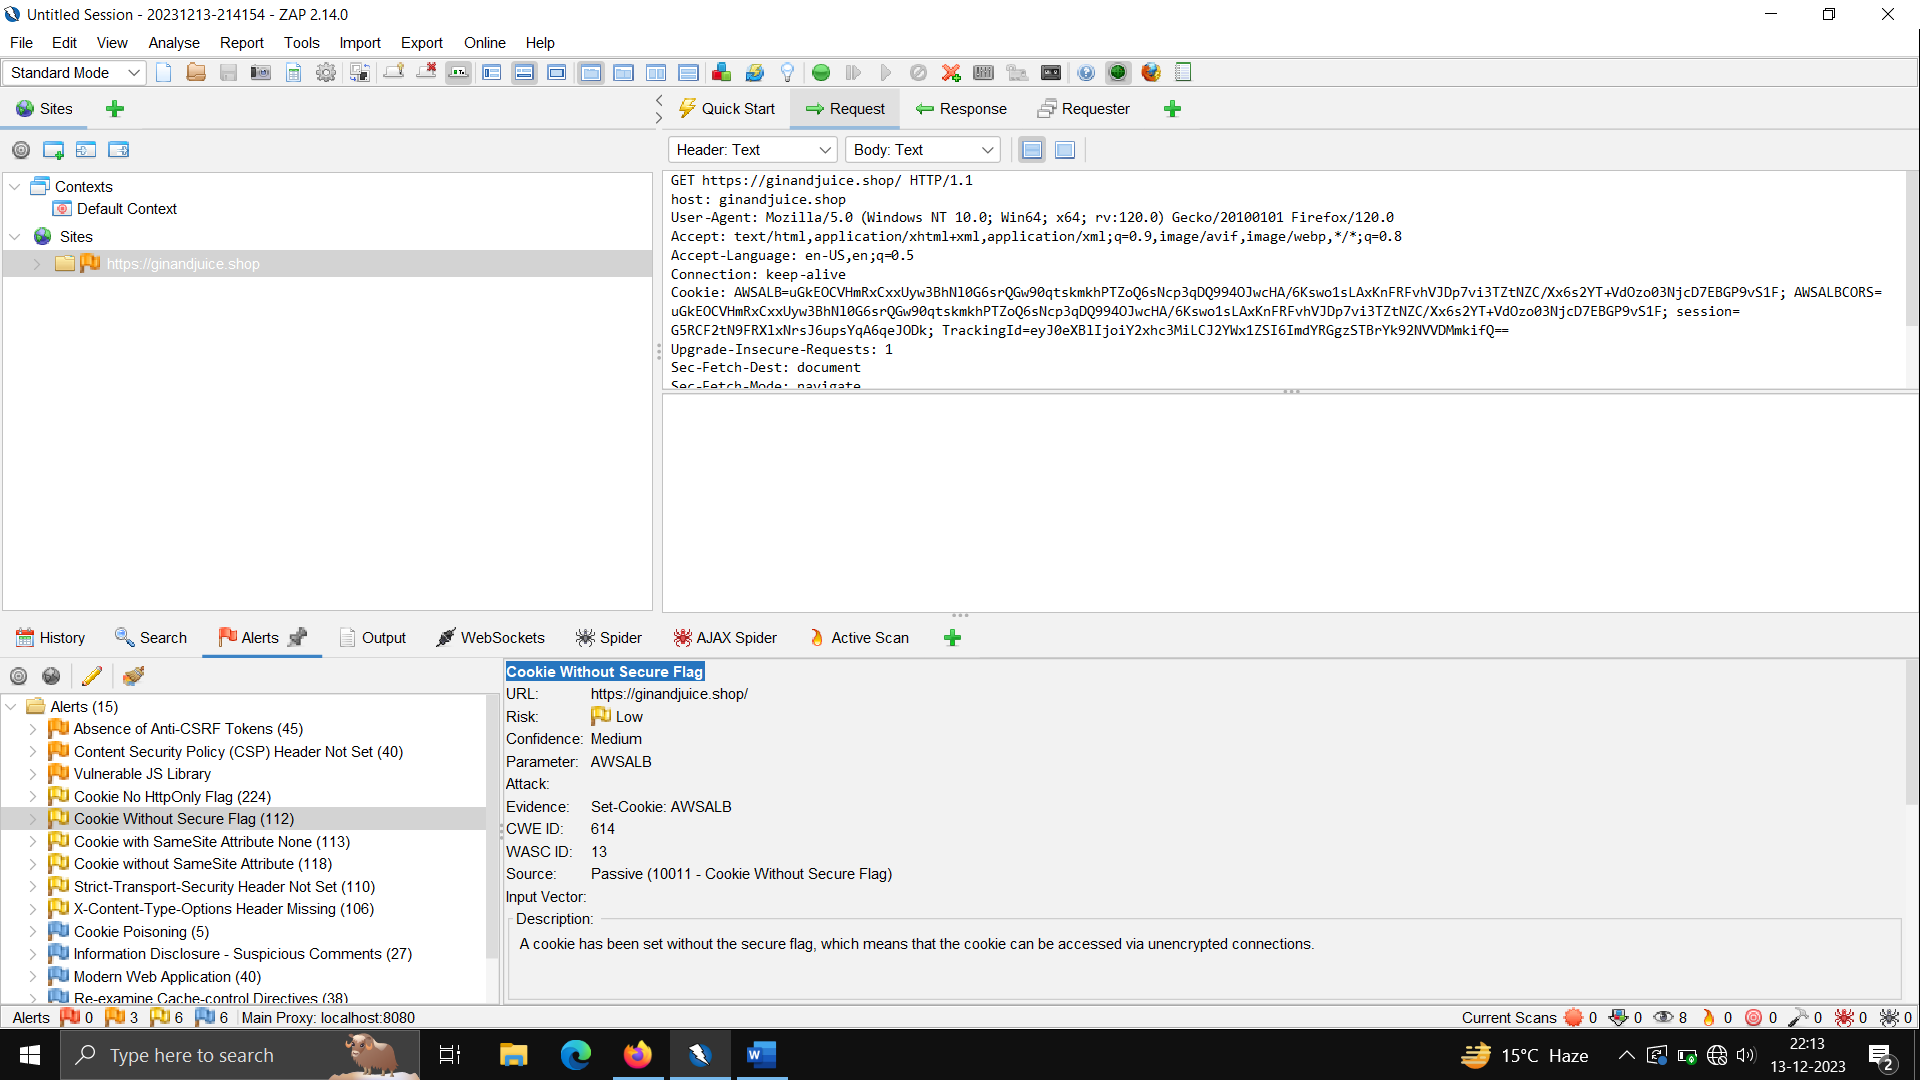 Untitled Session - 20231213-214154 - ZAP 2.14.0
File Edit View Analyse Report Tools Import Export Online Help
Standard Mode
Sites
Quick Start Request Response Requester
Header: Text Body: Text
Contexts
Default Context
Sites
https://ginandjuice.shop
GET https://ginandjuice.shop/ HTTP/1.1
host: ginandjuice.shop
User-Agent: Mozilla/5.0 (Windows NT 10.0; Win64; x64; rv:120.0) Gecko/20100101 Firefox/120.0
Accept: text/html,application/xhtml+xml,application/xml;q=0.9,image/avif,image/webp,*/*;q=0.8
Accept-Language: en-US,en;q=0.5
Connection: keep-alive
Cookie: AWSALB=uGkEOCVHmRxCxxUyw3BhNl0G6srQGw90qtskmkhPTZoQ6sNcp3qDQ994OJwcHA/6Kswo1sLAxKnFRFvhVJDp7vi3TZtNZC/Xx6s2YT+VdOzo03NjcD7EBGP9vS1F; AWSALBCORS=
uGkEOCVHmRxCxxUyw3BhNl0G6srQGw90qtskmkhPTZoQ6sNcp3qDQ994OJwcHA/6Kswo1sLAxKnFRFvhVJDp7vi3TZtNZC/Xx6s2YT+VdOzo03NjcD7EBGP9vS1F; session=
G5RCF2tN9FRXlxNrsJ6upsYqA6qeJODk; TrackingId=eyJ0eXBlIjoiY2xhc3MiLCJ2YWx1ZSI6ImdYRGgzSTBrYk92NVVDMmkifQ==
Upgrade-Insecure-Requests: 1
Sec-Fetch-Dest: document
Sec-Fetch-Mode: navigate
History Search Alerts Output WebSockets Spider AJAX Spider Active Scan
Alerts (15)
Absence of Anti-CSRF Tokens (45)
Content Security Policy (CSP) Header Not Set (40)
Vulnerable JS Library
Cookie No HttpOnly Flag (224)
Cookie Without Secure Flag (112)
Cookie with SameSite Attribute None (113)
Cookie without SameSite Attribute (118)
Strict-Transport-Security Header Not Set (110)
X-Content-Type-Options Header Missing (106)
Cookie Poisoning (5)
Information Disclosure - Suspicious Comments (27)
Modern Web Application (40)
Re-examine Cache-control Directives (38)
Cookie Without Secure Flag
URL: https://ginandjuice.shop/
Risk: Low
Confidence: Medium
Parameter: AWSALB
Attack:
Evidence: Set-Cookie: AWSALB
CWE ID: 614
WASC ID: 13
Source: Passive (10011 - Cookie Without Secure Flag)
Input Vector:
Description:
A cookie has been set without the secure flag, which means that the cookie can be accessed via unencrypted connections.
Alerts 0 3 6 6 Main Proxy: localhost:8080
Current Scans 0 0 8 0 0 0 0 0
Type here to search
15°C Haze
22:13
13-12-2023
2